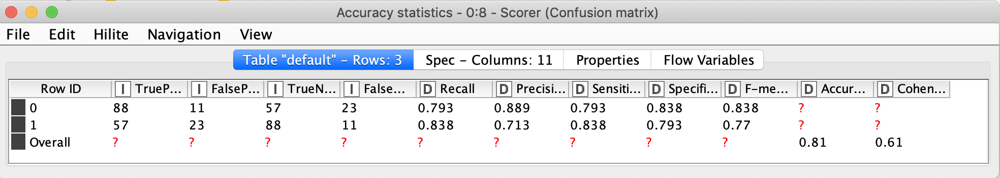 Accuracy statistics - 0:8 - Scorer (Confusion matrix)
File Edit Hilite Navigation View
Table "default" - Rows: 3 Spec - Columns: 11 Properties Flow Variables
Row ID I TrueP... I FalseP... I TrueN... I False... D Recall D Precisi... D Sensiti... D Specifi... D F-me... D Accur... D Cohen...
0 88 11 57 23 0.793 0.889 0.793 0.838 0.838 ? ?
1 57 23 88 11 0.838 0.713 0.838 0.793 0.77 ? ?
Overall ? ? ? ? ? ? ? ? ? 0.81 0.61